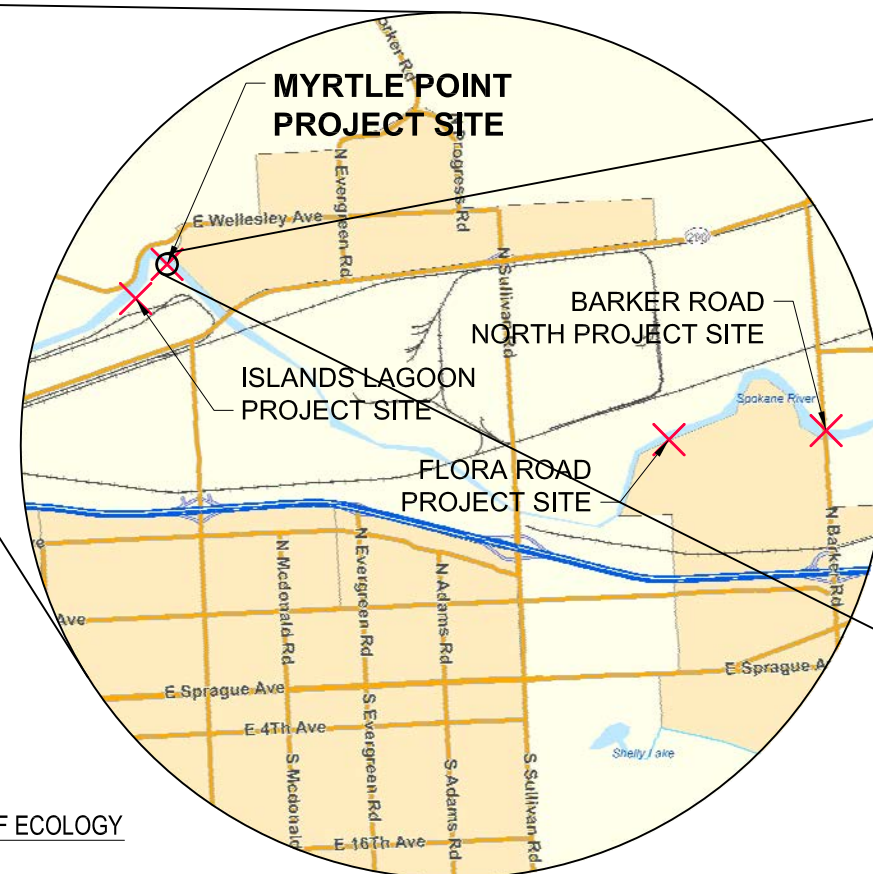 orker Rd
MYRTLE POINT
PROJECT SITE
N Progress Rd
N Evergreen Rd
E Wellesley Ave
290
N Sullivan Rd
BARKER ROAD
NORTH PROJECT SITE
ISLANDS LAGOON
PROJECT SITE
Spokane River
FLORA ROAD
PROJECT SITE
N Barker Rd
N Mcdonald Rd
N Evergreen Rd
N Adams Rd
Ave
E Sprague Ave
E Sprague A
E 4Th Ave
S Evergreen Rd
S Mcdonald
S Adams Rd
S Sullivan Rd
Shelly Lake
F ECOLOGY
E 16Th Ave